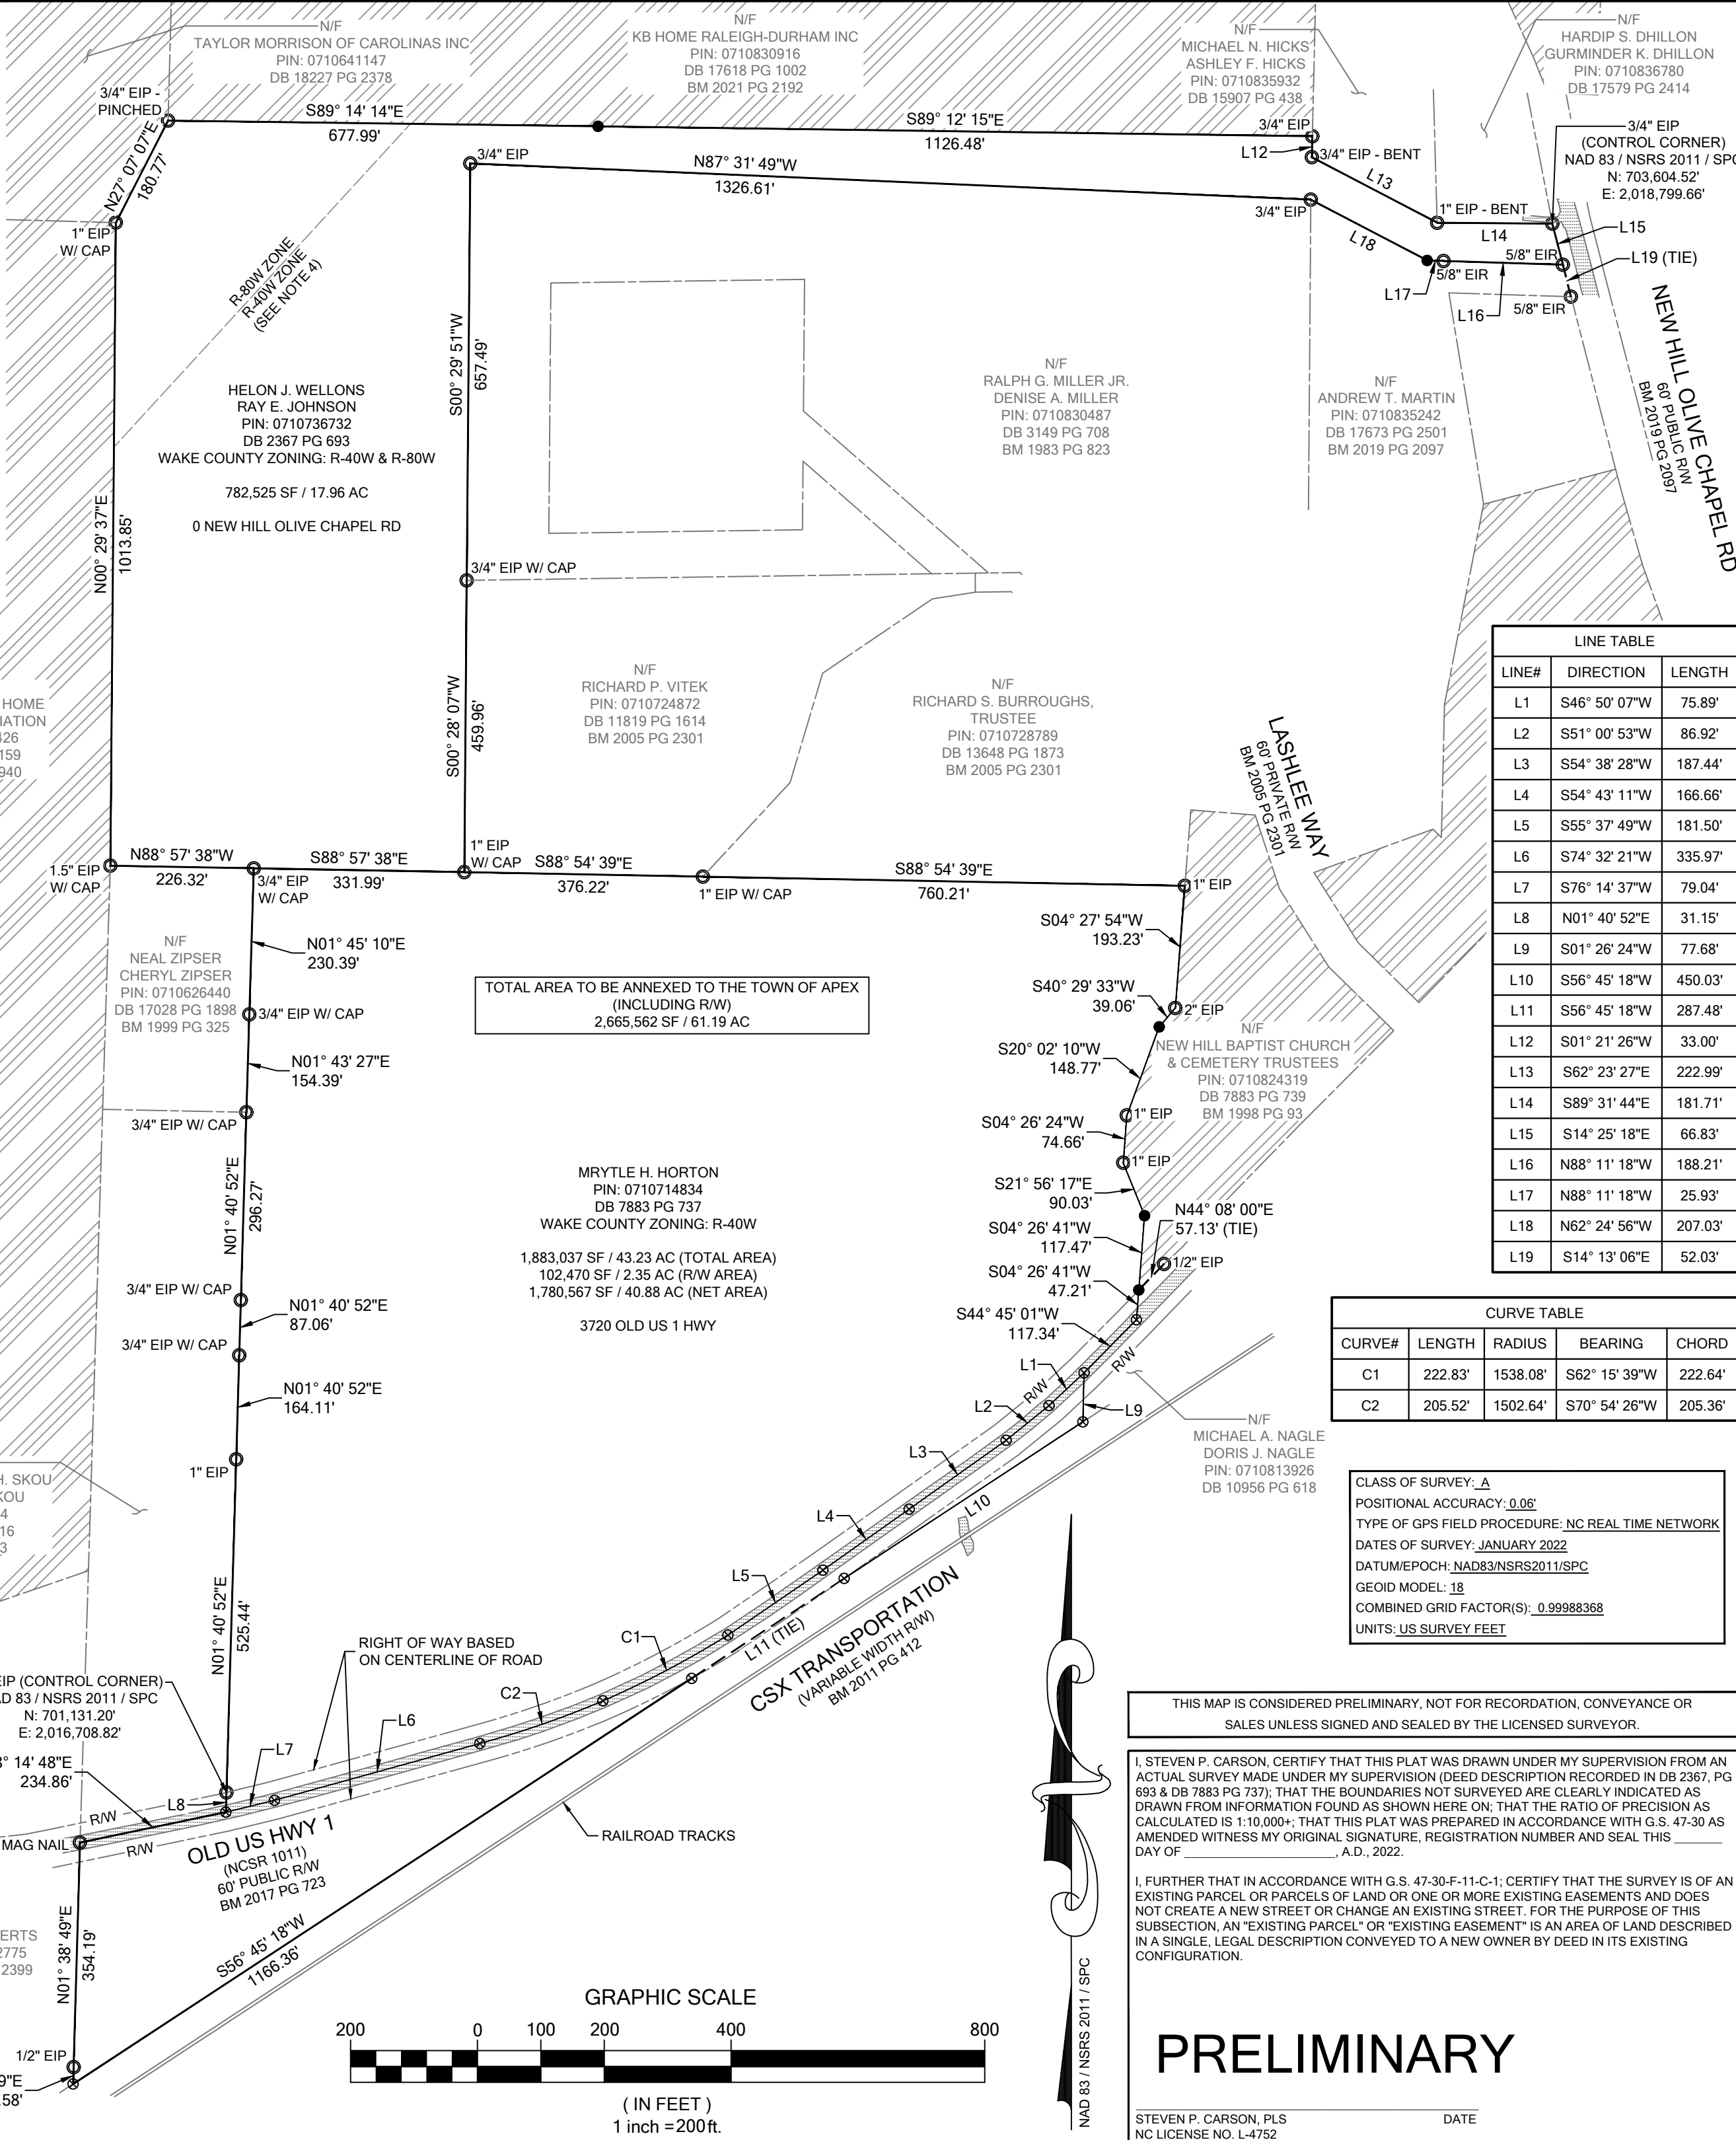 N/F
TAYLOR MORRISON OF CAROLINAS INC
PIN: 0710641147
DB 18227 PG 2378
N/F
KB HOME RALEIGH-DURHAM INC
PIN: 0710830916
DB 17618 PG 1002
BM 2021 PG 2192
N/F
MICHAEL N. HICKS
ASHLEY F. HICKS
PIN: 0710835932
DB 15907 PG 438
N/F
HARDIP S. DHILLON
GURMINDER K. DHILLON
PIN: 0710836780
DB 17579 PG 2414
3/4" EIP -
PINCHED
S89° 14' 14"E
677.99'
S89° 12' 15"E
1126.48'
3/4" EIP
L12
3/4" EIP - BENT
3/4" EIP
(CONTROL CORNER)
NAD 83 / NSRS 2011 / SPC
N: 703,604.52'
E: 2,018,799.66'
N27° 07' 07"E
180.77'
3/4" EIP
N87° 31' 49"W
1326.61'
3/4" EIP
L13
1" EIP - BENT
L14
L15
L18
5/8" EIR
5/8" EIR
L19 (TIE)
L17
L16
5/8" EIR
1" EIP
W/ CAP
R-80W ZONE
R-40W ZONE
(SEE NOTE 4)
NEW HILL OLIVE CHAPEL RD
60' PUBLIC R/W
BM 2019 PG 2097
HELON J. WELLONS
RAY E. JOHNSON
PIN: 0710736732
DB 2367 PG 693
WAKE COUNTY ZONING: R-40W & R-80W
782,525 SF / 17.96 AC
0 NEW HILL OLIVE CHAPEL RD
S00° 29' 51"W
657.49'
N/F
RALPH G. MILLER JR.
DENISE A. MILLER
PIN: 0710830487
DB 3149 PG 708
BM 1983 PG 823
N/F
ANDREW T. MARTIN
PIN: 0710835242
DB 17673 PG 2501
BM 2019 PG 2097
N00° 29' 37"E
1013.85'
3/4" EIP W/ CAP
HOME
IATION
426
159
940
S00° 28' 07"W
459.96'
N/F
RICHARD P. VITEK
PIN: 0710724872
DB 11819 PG 1614
BM 2005 PG 2301
N/F
RICHARD S. BURROUGHS,
TRUSTEE
PIN: 0710728789
DB 13648 PG 1873
BM 2005 PG 2301
LASHLEE WAY
60' PRIVATE R/W
BM 2005 PG 2301
LINE TABLE
LINE# DIRECTION LENGTH
L1 S46° 50' 07"W 75.89'
L2 S51° 00' 53"W 86.92'
L3 S54° 38' 28"W 187.44'
L4 S54° 43' 11"W 166.66'
L5 S55° 37' 49"W 181.50'
L6 S74° 32' 21"W 335.97'
L7 S76° 14' 37"W 79.04'
L8 N01° 40' 52"E 31.15'
L9 S01° 26' 24"W 77.68'
L10 S56° 45' 18"W 450.03'
L11 S56° 45' 18"W 287.48'
L12 S01° 21' 26"W 33.00'
L13 S62° 23' 27"E 222.99'
L14 S89° 31' 44"E 181.71'
L15 S14° 25' 18"E 66.83'
L16 N88° 11' 18"W 188.21'
L17 N88° 11' 18"W 25.93'
L18 N62° 24' 56"W 207.03'
L19 S14° 13' 06"E 52.03'
1.5" EIP
W/ CAP
N88° 57' 38"W
226.32'
3/4" EIP
W/ CAP
S88° 57' 38"E
331.99'
1" EIP
W/ CAP
S88° 54' 39"E
376.22'
1" EIP W/ CAP
S88° 54' 39"E
760.21'
1" EIP
N/F
NEAL ZIPSER
CHERYL ZIPSER
PIN: 0710626440
DB 17028 PG 1898
BM 1999 PG 325
N01° 45' 10"E
230.39'
3/4" EIP W/ CAP
N01° 43' 27"E
154.39'
3/4" EIP W/ CAP
TOTAL AREA TO BE ANNEXED TO THE TOWN OF APEX
(INCLUDING R/W)
2,665,562 SF / 61.19 AC
S04° 27' 54"W
193.23'
S40° 29' 33"W
39.06'
2" EIP
S20° 02' 10"W
148.77'
N/F
NEW HILL BAPTIST CHURCH
& CEMETERY TRUSTEES
PIN: 0710824319
DB 7883 PG 739
BM 1998 PG 93
S04° 26' 24"W
74.66'
1" EIP
1" EIP
S21° 56' 17"E
90.03'
N44° 08' 00"E
57.13' (TIE)
S04° 26' 41"W
117.47'
1/2" EIP
S04° 26' 41"W
47.21'
S44° 45' 01"W
117.34'
MRYTLE H. HORTON
PIN: 0710714834
DB 7883 PG 737
WAKE COUNTY ZONING: R-40W
1,883,037 SF / 43.23 AC (TOTAL AREA)
102,470 SF / 2.35 AC (R/W AREA)
1,780,567 SF / 40.88 AC (NET AREA)
3720 OLD US 1 HWY
N01° 40' 52"E
296.27'
3/4" EIP W/ CAP
N01° 40' 52"E
87.06'
3/4" EIP W/ CAP
N01° 40' 52"E
164.11'
1" EIP
CURVE TABLE
CURVE# LENGTH RADIUS BEARING CHORD
C1 222.83' 1538.08' S62° 15' 39"W 222.64'
C2 205.52' 1502.64' S70° 54' 26"W 205.36'
L1
R/W
R/W
L2
L9
L3
L10
L4
L5
N/F
MICHAEL A. NAGLE
DORIS J. NAGLE
PIN: 0710813926
DB 10956 PG 618
H. SKOU
KOU
4
16
3
CLASS OF SURVEY: A
POSITIONAL ACCURACY: 0.06'
TYPE OF GPS FIELD PROCEDURE: NC REAL TIME NETWORK
DATES OF SURVEY: JANUARY 2022
DATUM/EPOCH: NAD83/NSRS2011/SPC
GEOID MODEL: 18
COMBINED GRID FACTOR(S): 0.99988368
UNITS: US SURVEY FEET
N01° 40' 52"E
525.44'
RIGHT OF WAY BASED
ON CENTERLINE OF ROAD
C1
L11 (TIE)
CSX TRANSPORTATION
(VARIABLE WIDTH R/W)
BM 2011 PG 412
C2
L6
EIP (CONTROL CORNER)
AD 83 / NSRS 2011 / SPC
N: 701,131.20'
E: 2,016,708.82'
° 14' 48"E
234.86'
L7
L8
R/W
MAG NAIL
R/W
OLD US HWY 1
(NCSR 1011)
60' PUBLIC R/W
BM 2017 PG 723
RAILROAD TRACKS
THIS MAP IS CONSIDERED PRELIMINARY, NOT FOR RECORDATION, CONVEYANCE OR
SALES UNLESS SIGNED AND SEALED BY THE LICENSED SURVEYOR.
I, STEVEN P. CARSON, CERTIFY THAT THIS PLAT WAS DRAWN UNDER MY SUPERVISION FROM AN
ACTUAL SURVEY MADE UNDER MY SUPERVISION (DEED DESCRIPTION RECORDED IN DB 2367, PG
693 & DB 7883 PG 737); THAT THE BOUNDARIES NOT SURVEYED ARE CLEARLY INDICATED AS
DRAWN FROM INFORMATION FOUND AS SHOWN HERE ON; THAT THE RATIO OF PRECISION AS
CALCULATED IS 1:10,000+; THAT THIS PLAT WAS PREPARED IN ACCORDANCE WITH G.S. 47-30 AS
AMENDED WITNESS MY ORIGINAL SIGNATURE, REGISTRATION NUMBER AND SEAL THIS ______
DAY OF ____________________, A.D., 2022.
I, FURTHER THAT IN ACCORDANCE WITH G.S. 47-30-F-11-C-1; CERTIFY THAT THE SURVEY IS OF AN
EXISTING PARCEL OR PARCELS OF LAND OR ONE OR MORE EXISTING EASEMENTS AND DOES
NOT CREATE A NEW STREET OR CHANGE AN EXISTING STREET. FOR THE PURPOSE OF THIS
SUBSECTION, AN "EXISTING PARCEL" OR "EXISTING EASEMENT" IS AN AREA OF LAND DESCRIBED
IN A SINGLE, LEGAL DESCRIPTION CONVEYED TO A NEW OWNER BY DEED IN ITS EXISTING
CONFIGURATION.
ERTS
2775
2399
N01° 38' 49"E
354.19'
S56° 45' 18"W
1166.36'
1/2" EIP
9"E
.58'
GRAPHIC SCALE
200 0 100 200 400 800
( IN FEET )
1 inch = 200 ft.
NAD 83 / NSRS 2011 / SPC
PRELIMINARY
STEVEN P. CARSON, PLS DATE
NC LICENSE NO. L-4752